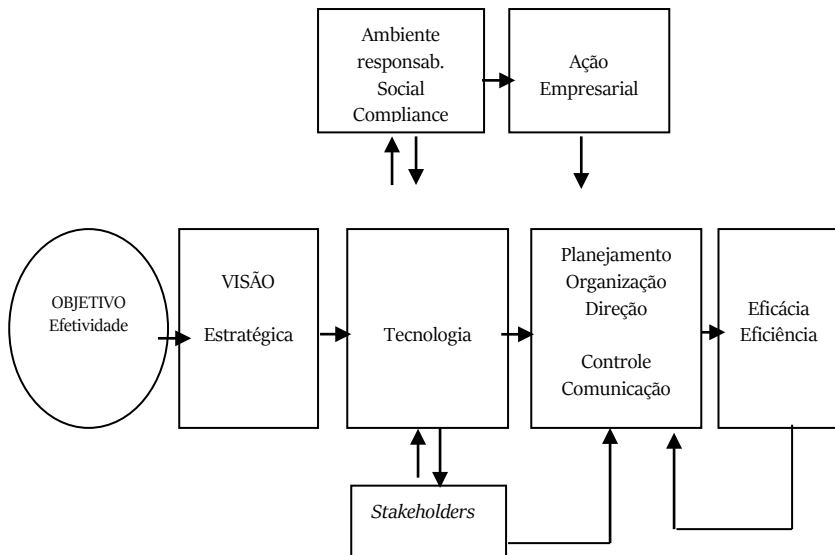 Ambiente
responsab.
Social
Compliance
Ação
Empresarial
OBJETIVO
Efetividade
VISÃO
Estratégica
Tecnologia
Planejamento
Organização
Direção
Controle
Comunicação
Eficácia
Eficiência
Stakeholders